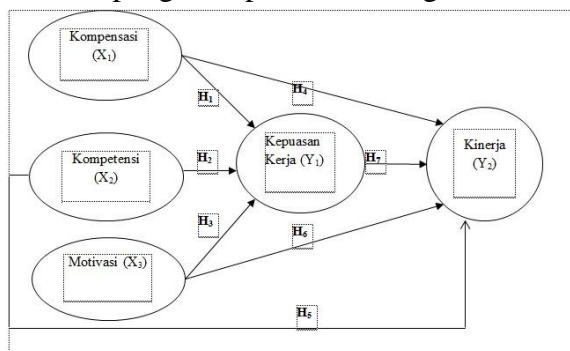 Kompensasi
(X₁)
H₁
H₄
Kompetensi
(X₂)
H₂
Kepuasan
Kerja (Y₁)
H₇
Kinerja
(Y₂)
H₃
H₆
Motivasi (X₃)
H₅